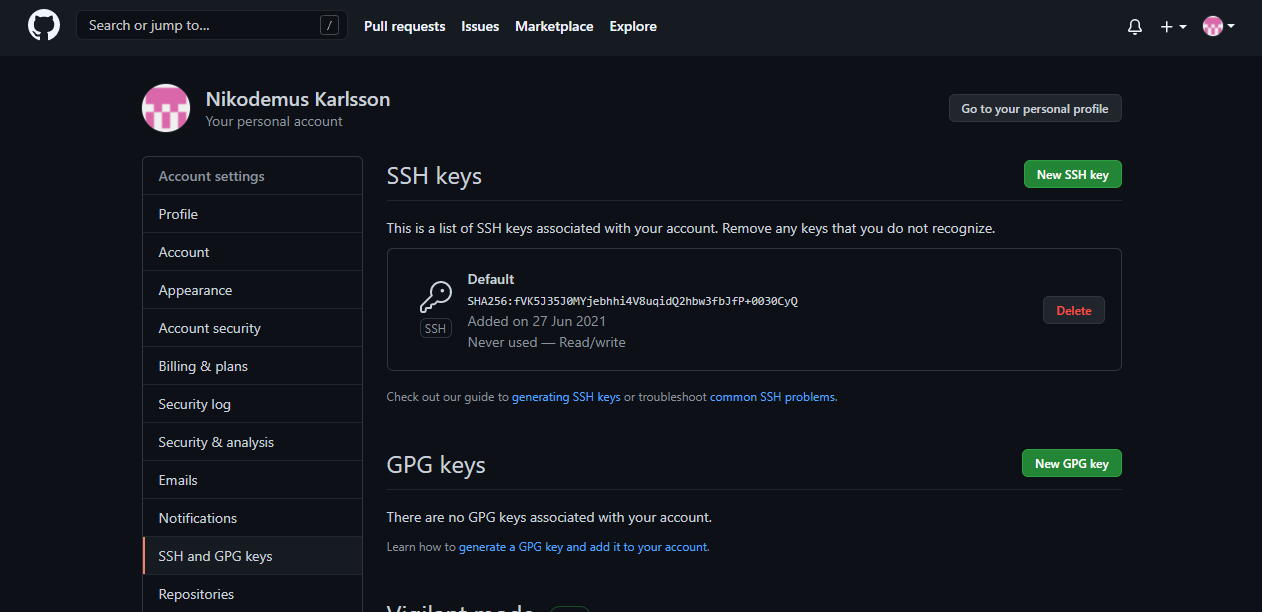 Search or jump to... /
Pull requests Issues Marketplace Explore
Nikodemus Karlsson
Your personal account
Go to your personal profile
Account settings
Profile
Account
Appearance
Account security
Billing & plans
Security log
Security & analysis
Emails
Notifications
SSH and GPG keys
Repositories
SSH keys
New SSH key
This is a list of SSH keys associated with your account. Remove any keys that you do not recognize.
SSH
Default
SHA256:fVK5J35J0MYjebhhi4V8uqidQ2hbw3fbJfP+0030CyQ
Added on 27 Jun 2021
Never used — Read/write
Delete
Check out our guide to generating SSH keys or troubleshoot common SSH problems.
GPG keys
New GPG key
There are no GPG keys associated with your account.
Learn how to generate a GPG key and add it to your account.
Vigilant mode